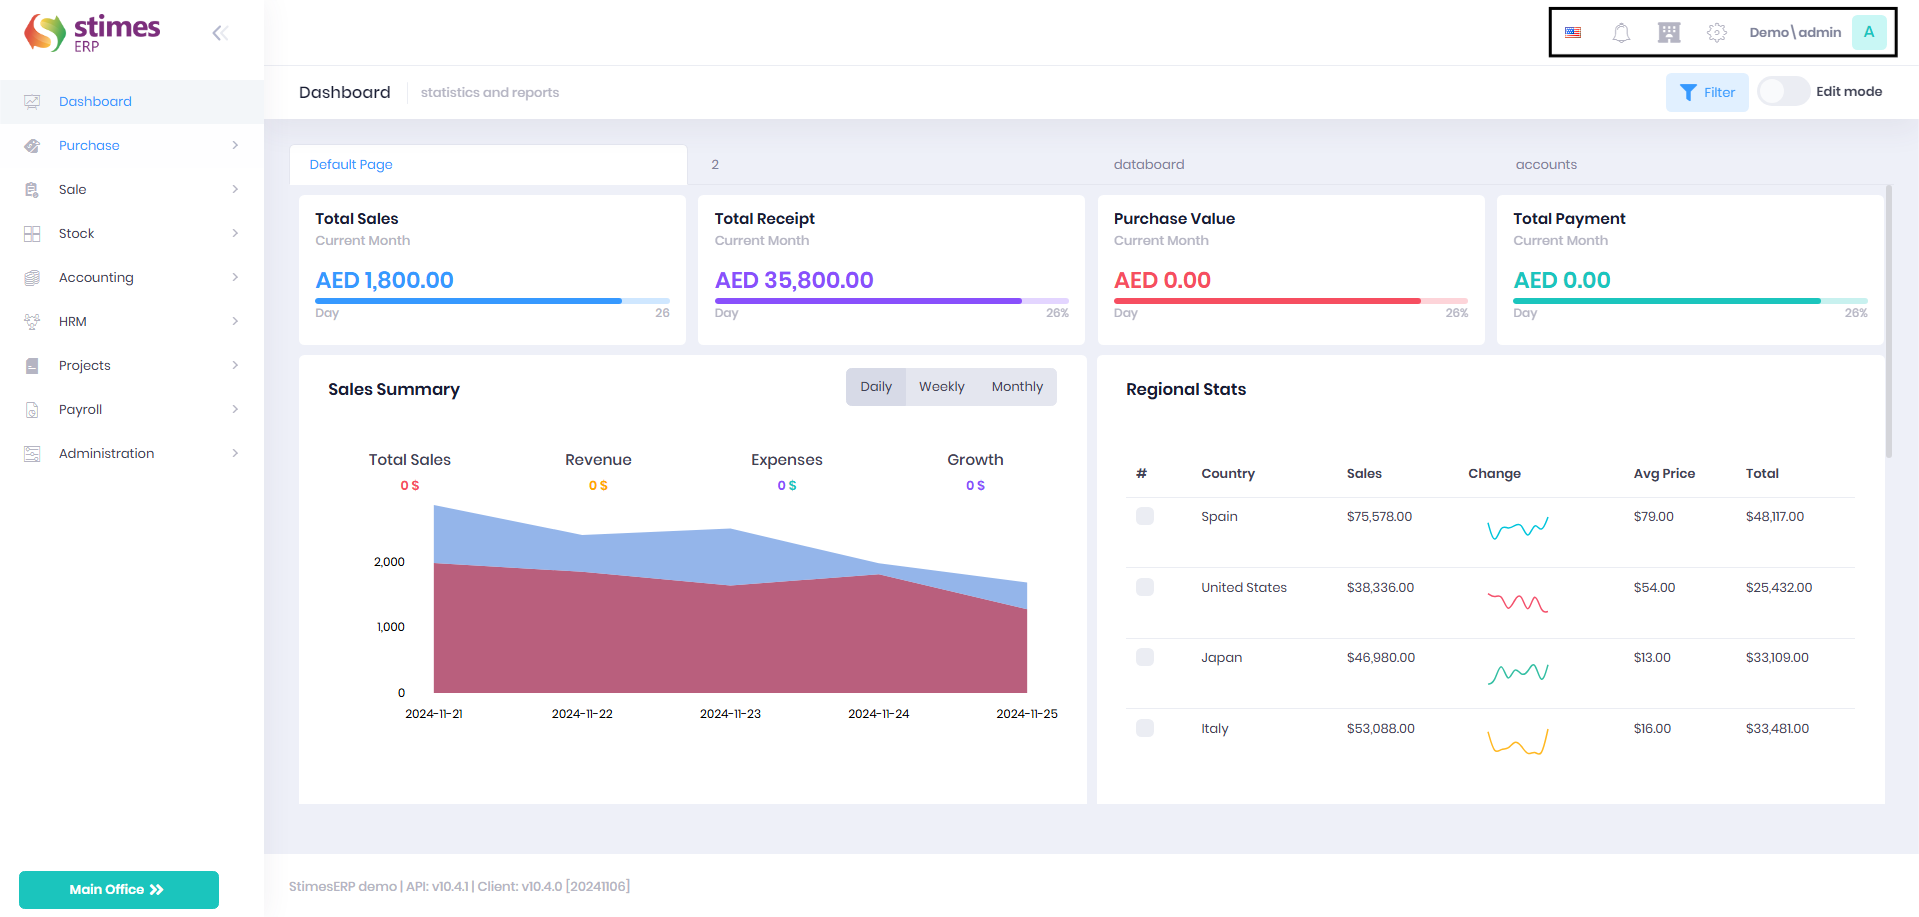 stimes
ERP
Demo\admin A
Dashboard statistics and reports
Filter Edit mode
Dashboard
Purchase
Sale
Stock
Accounting
HRM
Projects
Payroll
Administration
Main Office
Default Page 2 databoard accounts
Total Sales
Current Month
AED 1,800.00
Day 26
Total Receipt
Current Month
AED 35,800.00
Day 26%
Purchase Value
Current Month
AED 0.00
Day 26%
Total Payment
Current Month
AED 0.00
Day 26%
Sales Summary
Daily Weekly Monthly
Total Sales Revenue Expenses Growth
0 $ 0 $ 0 $ 0 $
2,000
1,000
0
2024-11-21 2024-11-22 2024-11-23 2024-11-24 2024-11-25
Regional Stats
# Country Sales Change Avg Price Total
Spain $75,578.00 $79.00 $48,117.00
United States $38,336.00 $54.00 $25,432.00
Japan $46,980.00 $13.00 $33,109.00
Italy $53,088.00 $16.00 $33,481.00
StimesERP demo | API: v10.4.1 | Client: v10.4.0 [20241106]